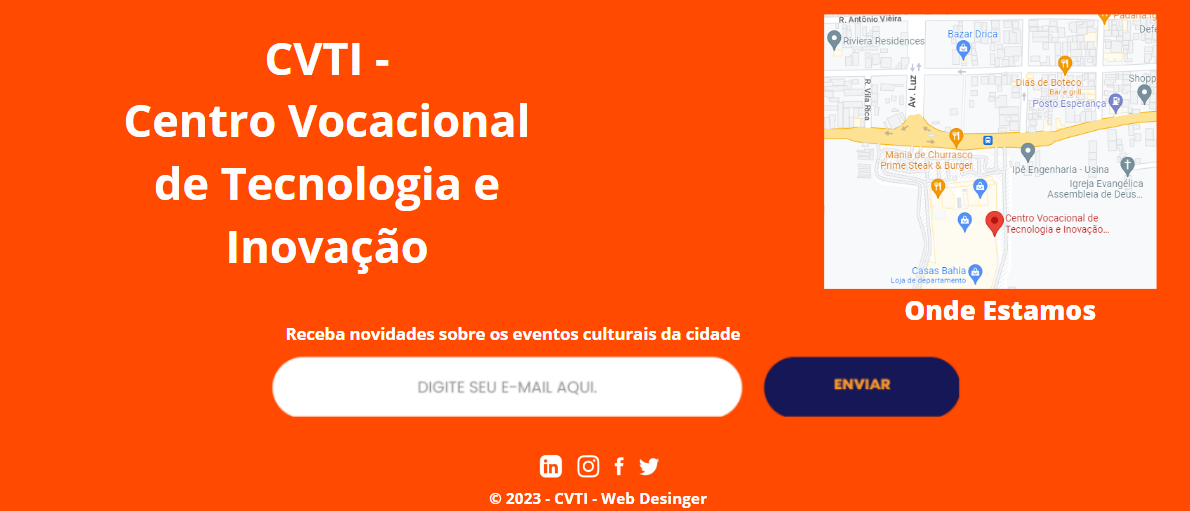 CVTI -
Centro Vocacional
de Tecnologia e
Inovação
R. Antônio Vieira
Padaria
Defe
Riviera Residences
Bazar Drica
R. Vila Rica
Av. Luz
Dias de Boteco
Bar e grill
Shopp
Posto Esperança
Mania de Churrasco
Prime Steak & Burger
Ipê Engenharia - Usina
Igreja Evangélica
Assembleia de Deus...
Centro Vocacional de
Tecnologia e Inovação...
Casas Bahia
Loja de departamento
Onde Estamos
Receba novidades sobre os eventos culturais da cidade
DIGITE SEU E-MAIL AQUI.
ENVIAR
in
© 2023 - CVTI - Web Desinger